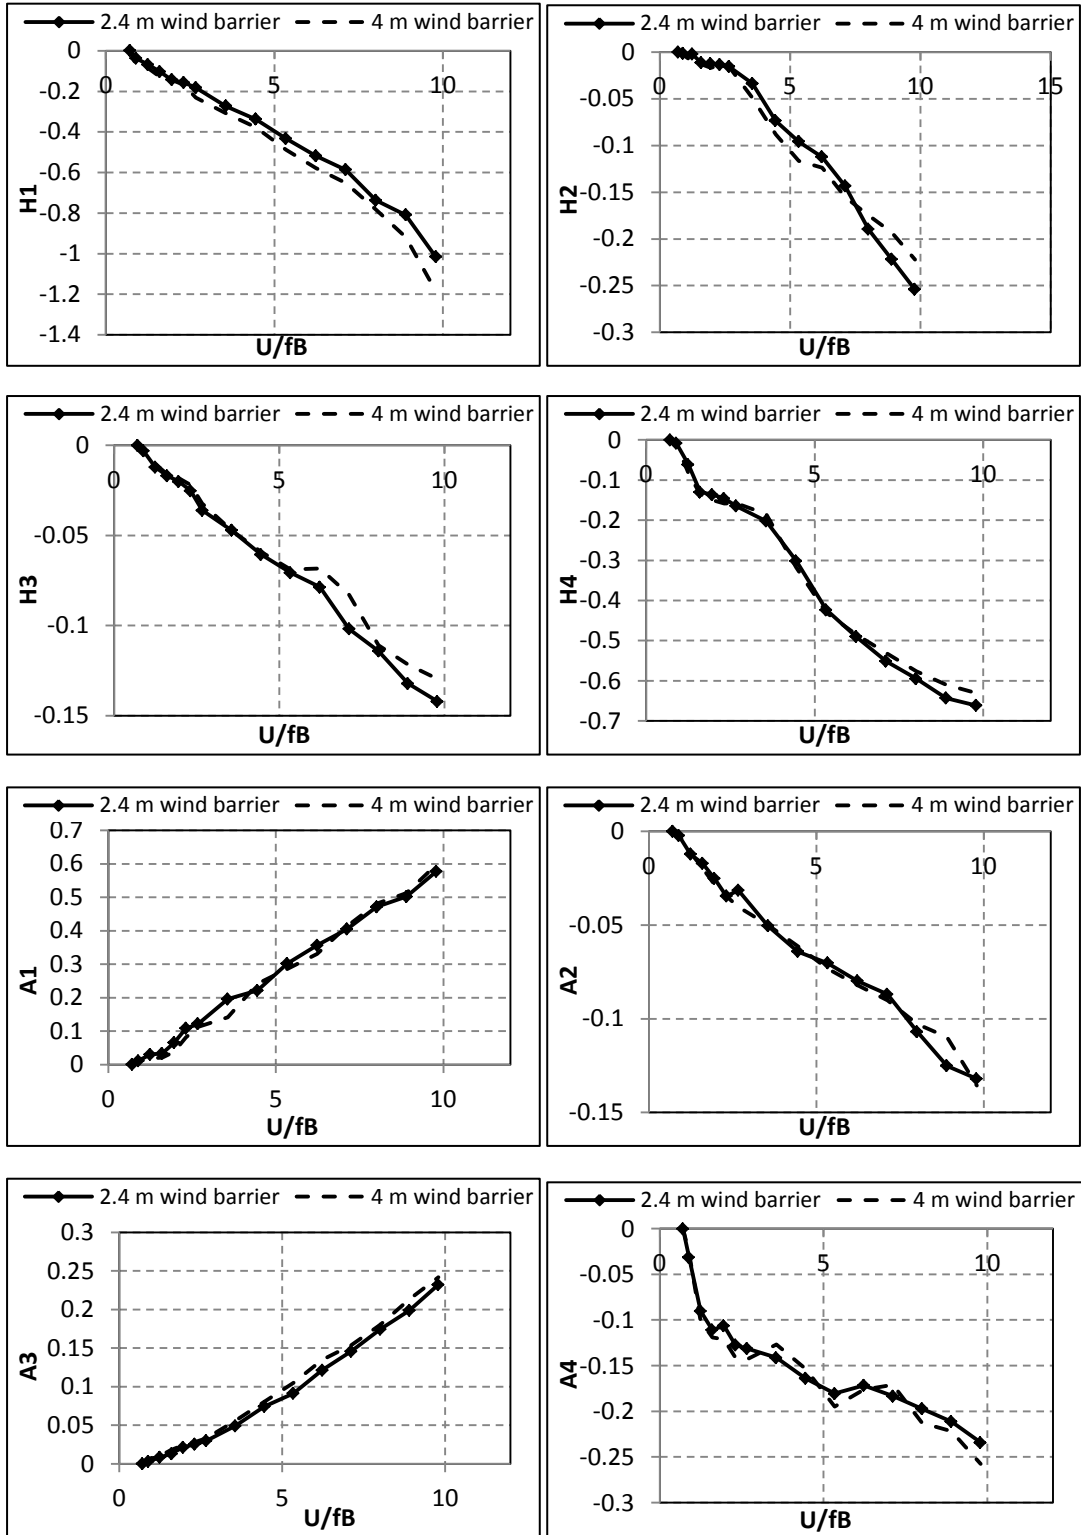 2.4 m wind barrier 4 m wind barrier
0
0 5 10
-0.2
-0.4
-0.6
-0.8
-1
-1.2
-1.4
H1
U/fB
2.4 m wind barrier 4 m wind barrier
0
0 5 10 15
-0.05
-0.1
-0.15
-0.2
-0.25
-0.3
H2
U/fB
2.4 m wind barrier 4 m wind barrier
0
0 5 10
-0.05
-0.1
-0.15
H3
U/fB
2.4 m wind barrier 4 m wind barrier
0
0 5 10
-0.1
-0.2
-0.3
-0.4
-0.5
-0.6
-0.7
H4
U/fB
2.4 m wind barrier 4 m wind barrier
0.7
0.6
0.5
0.4
0.3
0.2
0.1
0
0 5 10
A1
U/fB
2.4 m wind barrier 4 m wind barrier
0
0 5 10
-0.05
-0.1
-0.15
A2
U/fB
2.4 m wind barrier 4 m wind barrier
0.3
0.25
0.2
0.15
0.1
0.05
0
0 5 10
A3
U/fB
2.4 m wind barrier 4 m wind barrier
0
0 5 10
-0.05
-0.1
-0.15
-0.2
-0.25
-0.3
A4
U/fB